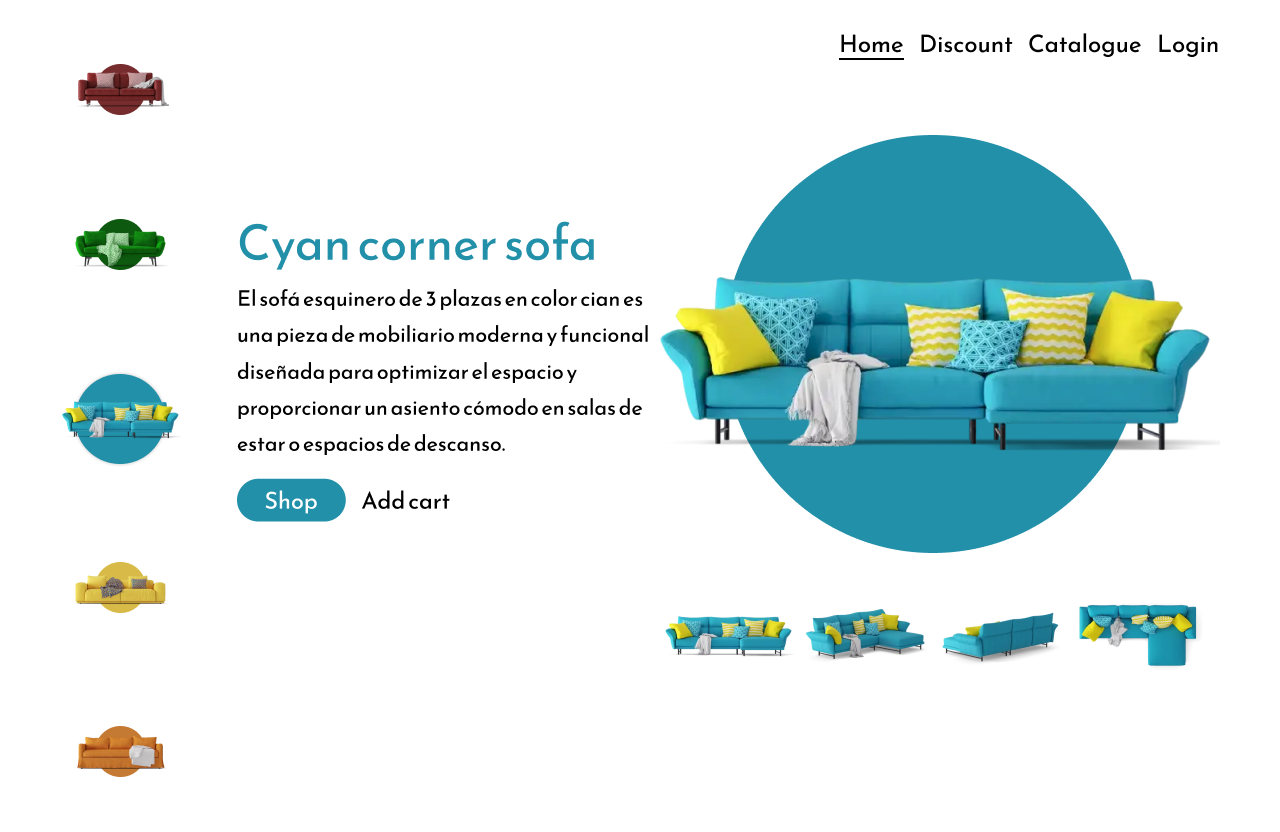 Home Discount Catalogue Login
Cyan corner sofa
El sofá esquinero de 3 plazas en color cian es
una pieza de mobiliario moderna y funcional
diseñada para optimizar el espacio y
proporcionar un asiento cómodo en salas de
estar o espacios de descanso.
Shop Add cart